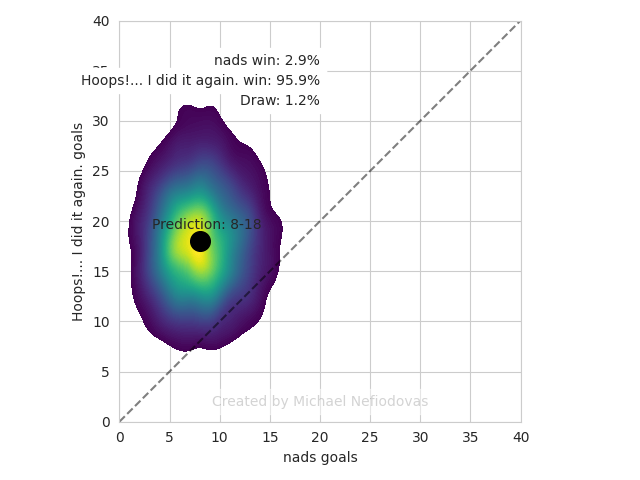 40
nads win: 2.9%
Hoops!... I did it again. win: 95.9%
Draw: 1.2%
30
25
20
15
10
5
0
Hoops!... I did it again. goals
Prediction: 8-18
Created by Michael Nefiodovas
0 5 10 15 20 25 30 35 40
nads goals